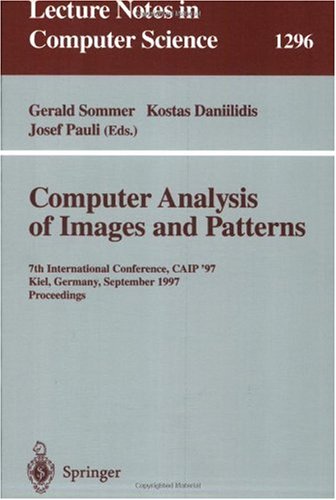 Lecture Notes in
Computer Science 1296
Gerald Sommer Kostas Daniilidis
Josef Pauli (Eds.)
Computer Analysis
of Images and Patterns
7th International Conference, CAIP '97
Kiel, Germany, September 1997
Proceedings
Springer